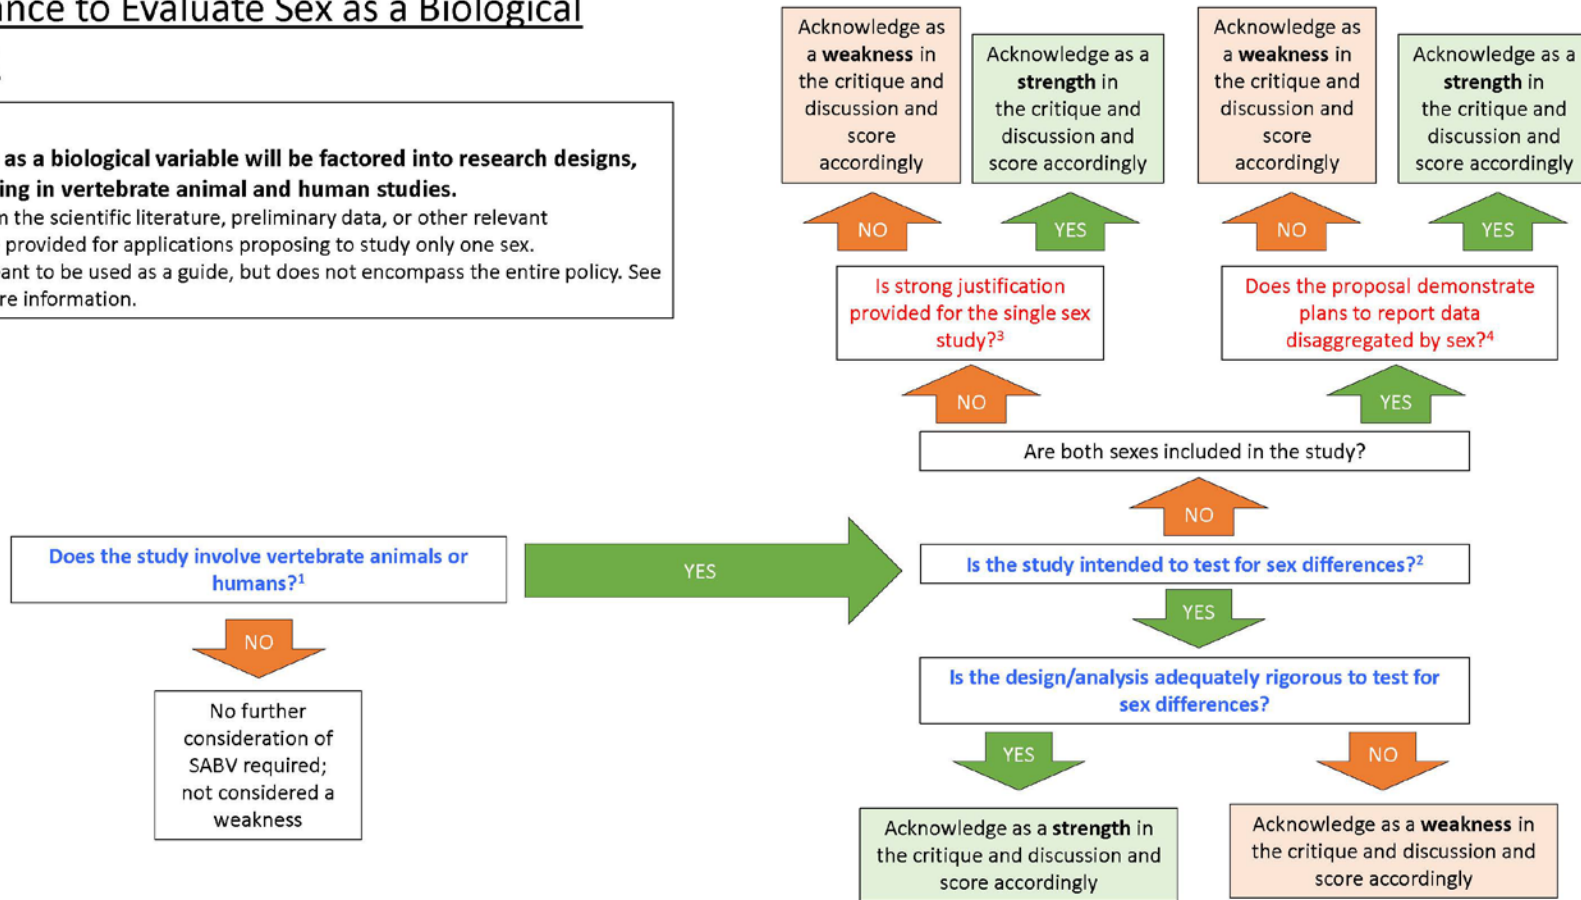 ance to Evaluate Sex as a Biological
as a biological variable will be factored into research designs,
ing in vertebrate animal and human studies.
m the scientific literature, preliminary data, or other relevant
provided for applications proposing to study only one sex.
ant to be used as a guide, but does not encompass the entire policy. See
re information.
Acknowledge as
a weakness in
the critique and
discussion and
score
accordingly
Acknowledge as a
strength in
the critique and
discussion and
score accordingly
Acknowledge as
a weakness in
the critique and
discussion and
score
accordingly
Acknowledge as a
strength in
the critique and
discussion and
score accordingly
NO
YES
NO
YES
Is strong justification
provided for the single sex
study?³
Does the proposal demonstrate
plans to report data
disaggregated by sex?⁴
NO
YES
Are both sexes included in the study?
NO
Does the study involve vertebrate animals or
humans?¹
YES
Is the study intended to test for sex differences?²
NO
YES
No further
consideration of
SABV required;
not considered a
weakness
Is the design/analysis adequately rigorous to test for
sex differences?
YES
NO
Acknowledge as a strength in
the critique and discussion and
score accordingly
Acknowledge as a weakness in
the critique and discussion and
score accordingly